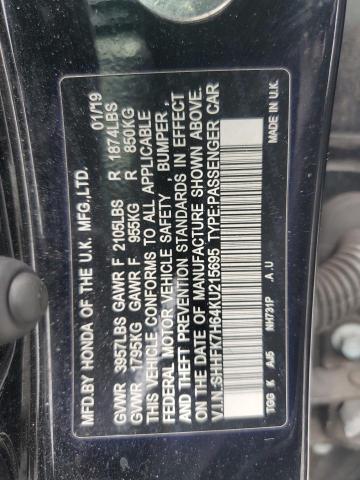 MFD.BY HONDA OF THE U.K. MFG.,LTD. 01/19
GVWR 3957LBS GAWR F 2105LBS R 1874LBS
GVWR 1795KG GAWR F 955KG R 850KG
THIS VEHICLE CONFORMS TO ALL APPLICABLE
FEDERAL MOTOR VEHICLE SAFETY, BUMPER,
AND THEFT PREVENTION STANDARDS IN EFFECT
ON THE DATE OF MANUFACTURE SHOWN ABOVE.
V.I.N.:SHHFK7H64KU215695 TYPE:PASSENGER CAR
TGG K AJ5 NH731P .A .U MADE IN U.K.